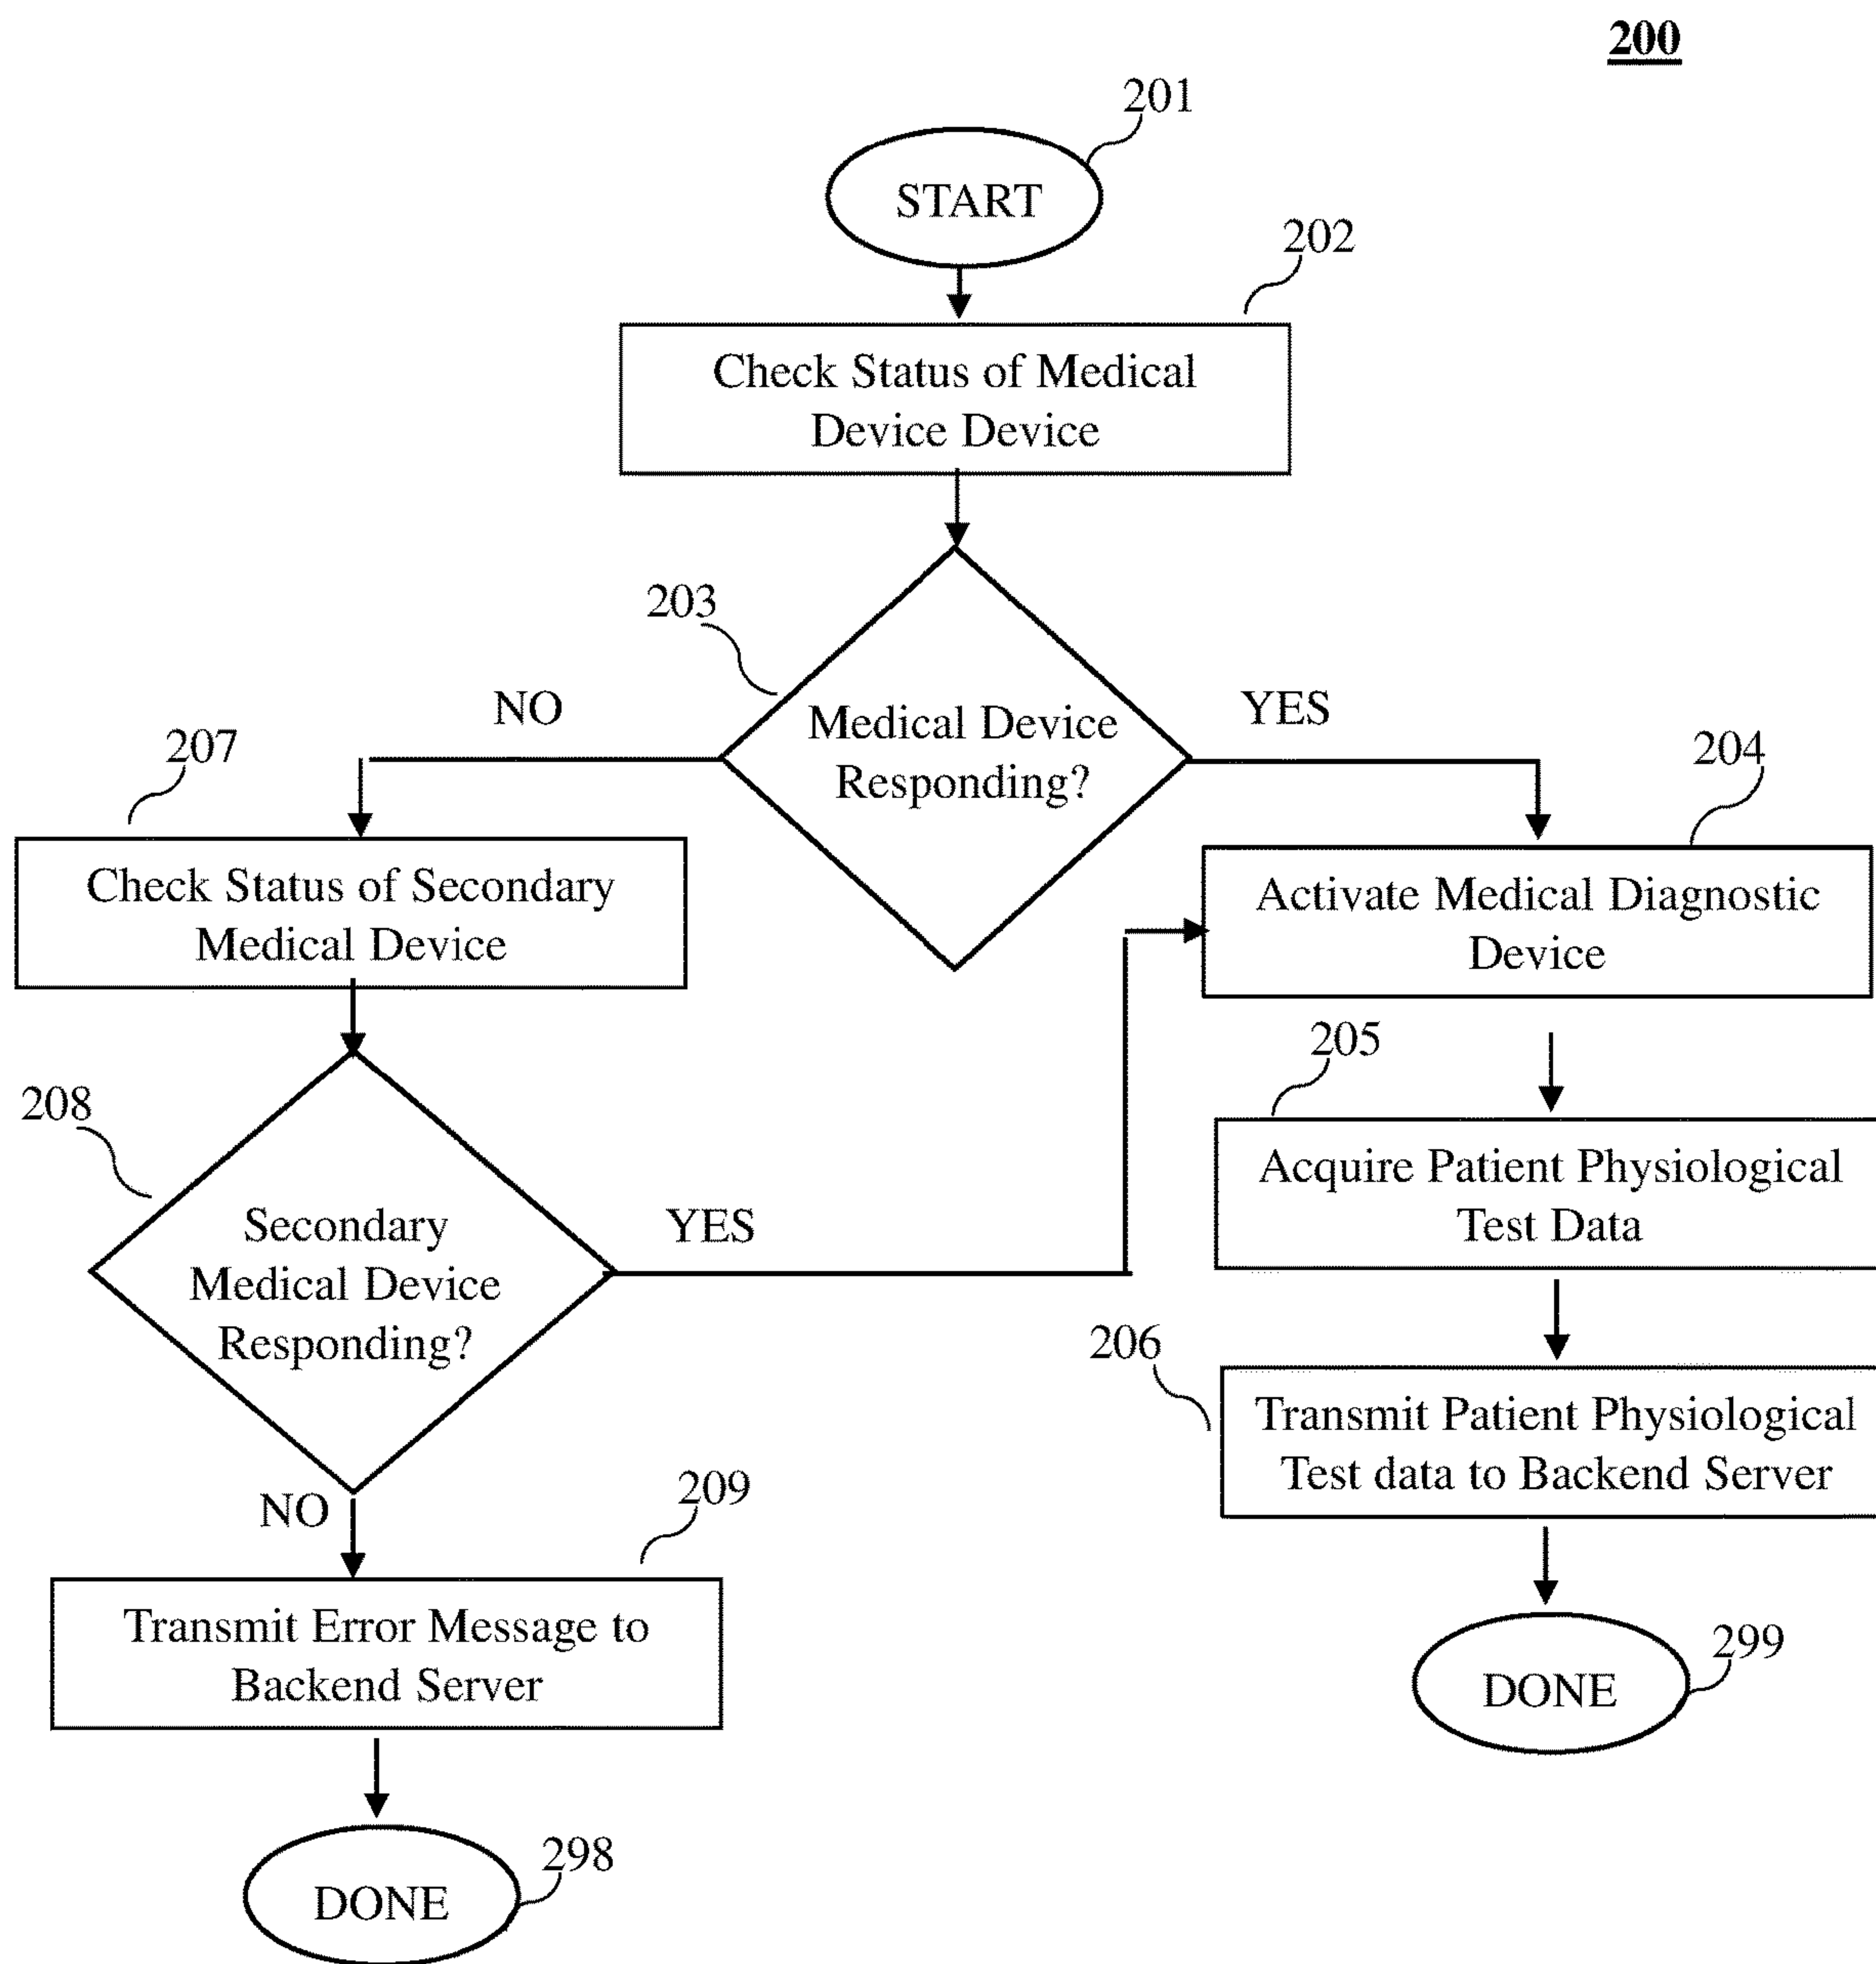 200
201
START
202
Check Status of Medical
Device Device
203
Medical Device
Responding?
NO
YES
207
204
Check Status of Secondary
Medical Device
Activate Medical Diagnostic
Device
205
208
Acquire Patient Physiological
Test Data
Secondary
Medical Device
Responding?
YES
206
Transmit Patient Physiological
Test data to Backend Server
NO
209
Transmit Error Message to
Backend Server
299
DONE
298
DONE